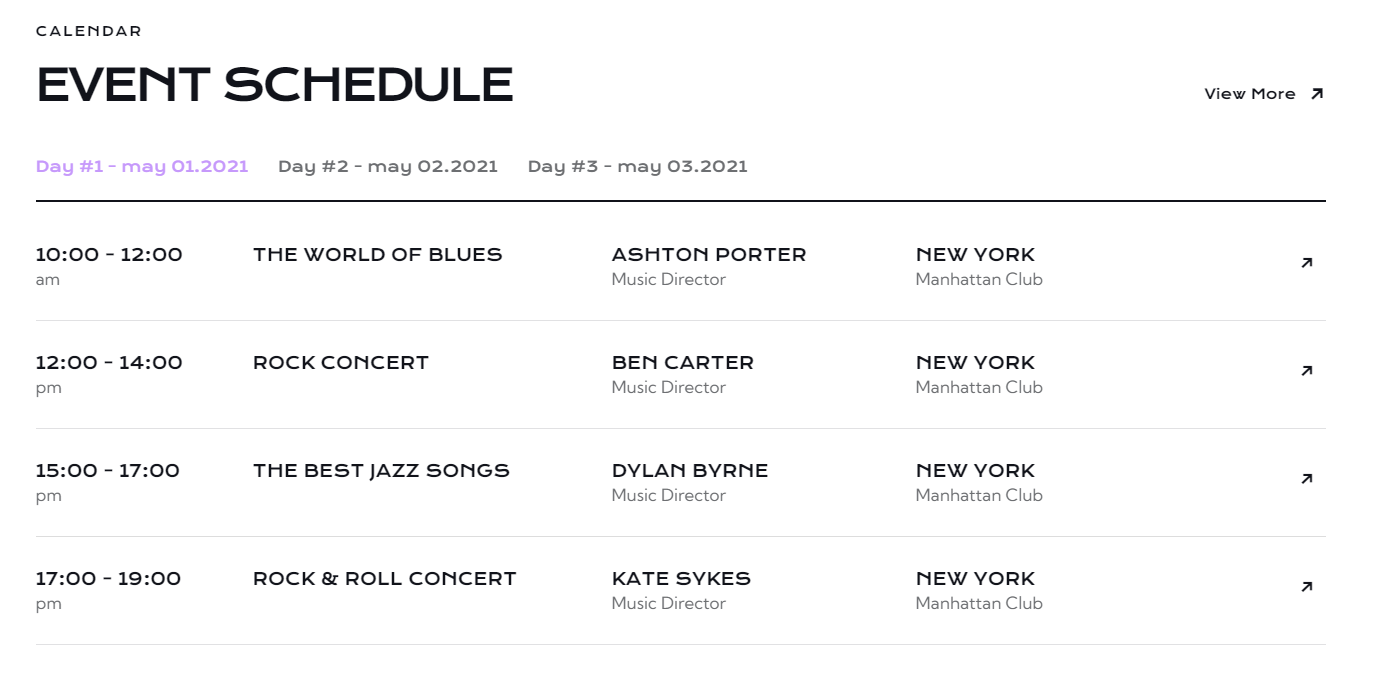 CALENDAR
EVENT SCHEDULE
View More
Day #1 - may 01.2021 Day #2 - may 02.2021 Day #3 - may 03.2021
10:00 - 12:00 THE WORLD OF BLUES ASHTON PORTER NEW YORK
am Music Director Manhattan Club
12:00 - 14:00 ROCK CONCERT BEN CARTER NEW YORK
pm Music Director Manhattan Club
15:00 - 17:00 THE BEST JAZZ SONGS DYLAN BYRNE NEW YORK
pm Music Director Manhattan Club
17:00 - 19:00 ROCK & ROLL CONCERT KATE SYKES NEW YORK
pm Music Director Manhattan Club